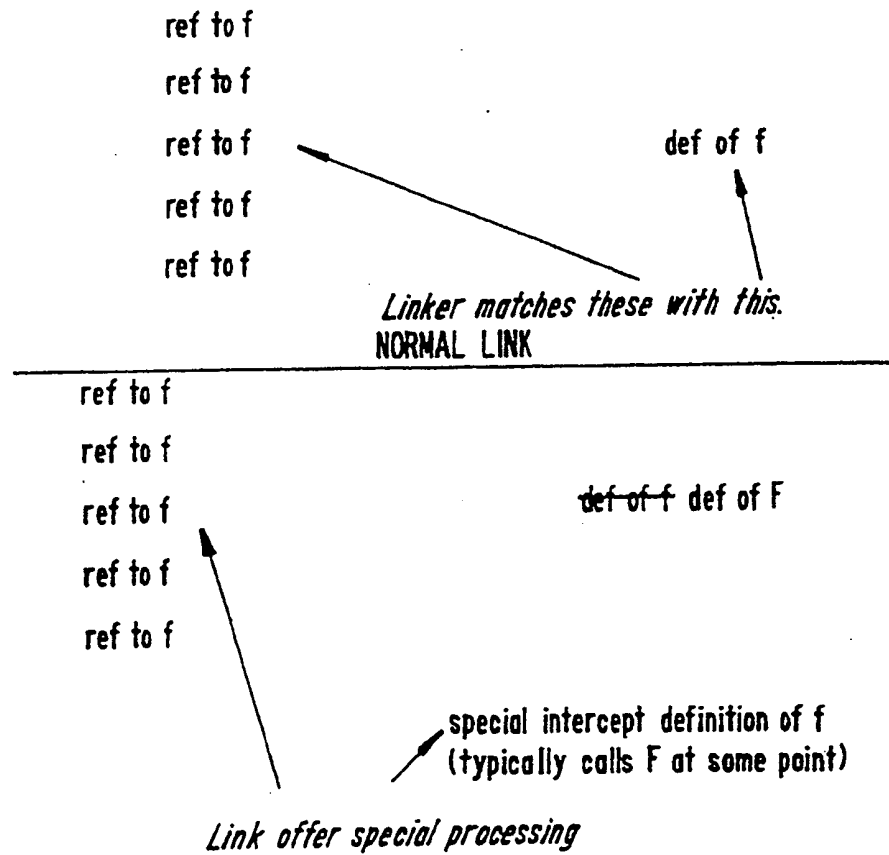 ref to f
ref to f
ref to f
def of f
ref to f
ref to f
Linker matches these with this.
NORMAL LINK
ref to f
ref to f
ref to f
def of f def of F
ref to f
ref to f
special intercept definition of f
(typically calls F at some point)
Link offer special processing